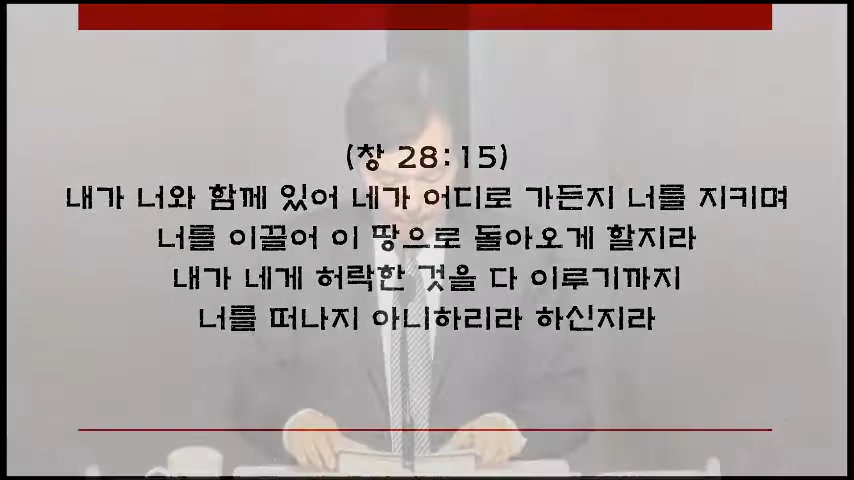 (창 28:15)
내가 너와 함께 있어 네가 어디로 가든지 너를 지키며
너를 이끌어 이 땅으로 돌아오게 할지라
내가 네게 허락한 것을 다 이루기까지
너를 떠나지 아니하리라 하신지라